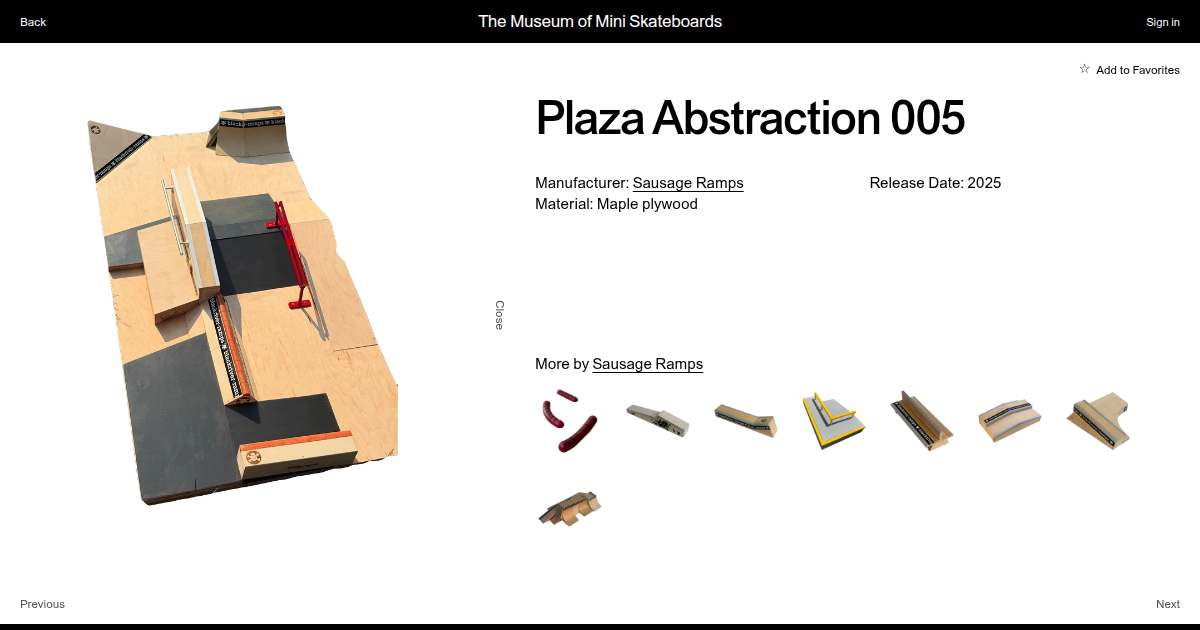 Back
The Museum of Mini Skateboards
Sign in
☆ Add to Favorites
Plaza Abstraction 005
Manufacturer: Sausage Ramps
Release Date: 2025
Material: Maple plywood
Close
More by Sausage Ramps
Previous
Next